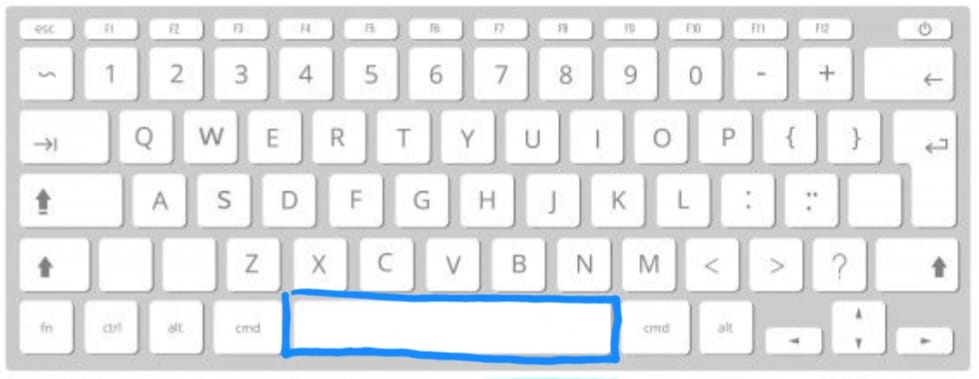 esc F1 F2 F3 F4 F5 F6 F7 F8 F9 F10 F11 F12
~ 1 2 3 4 5 6 7 8 9 0 - + ←
→| Q W E R T Y U I O P { } ↵
A S D F G H J K L :
Z X C V B N M < > ?
fn ctrl alt cmd cmd alt ◄ ▲ ▼ ►